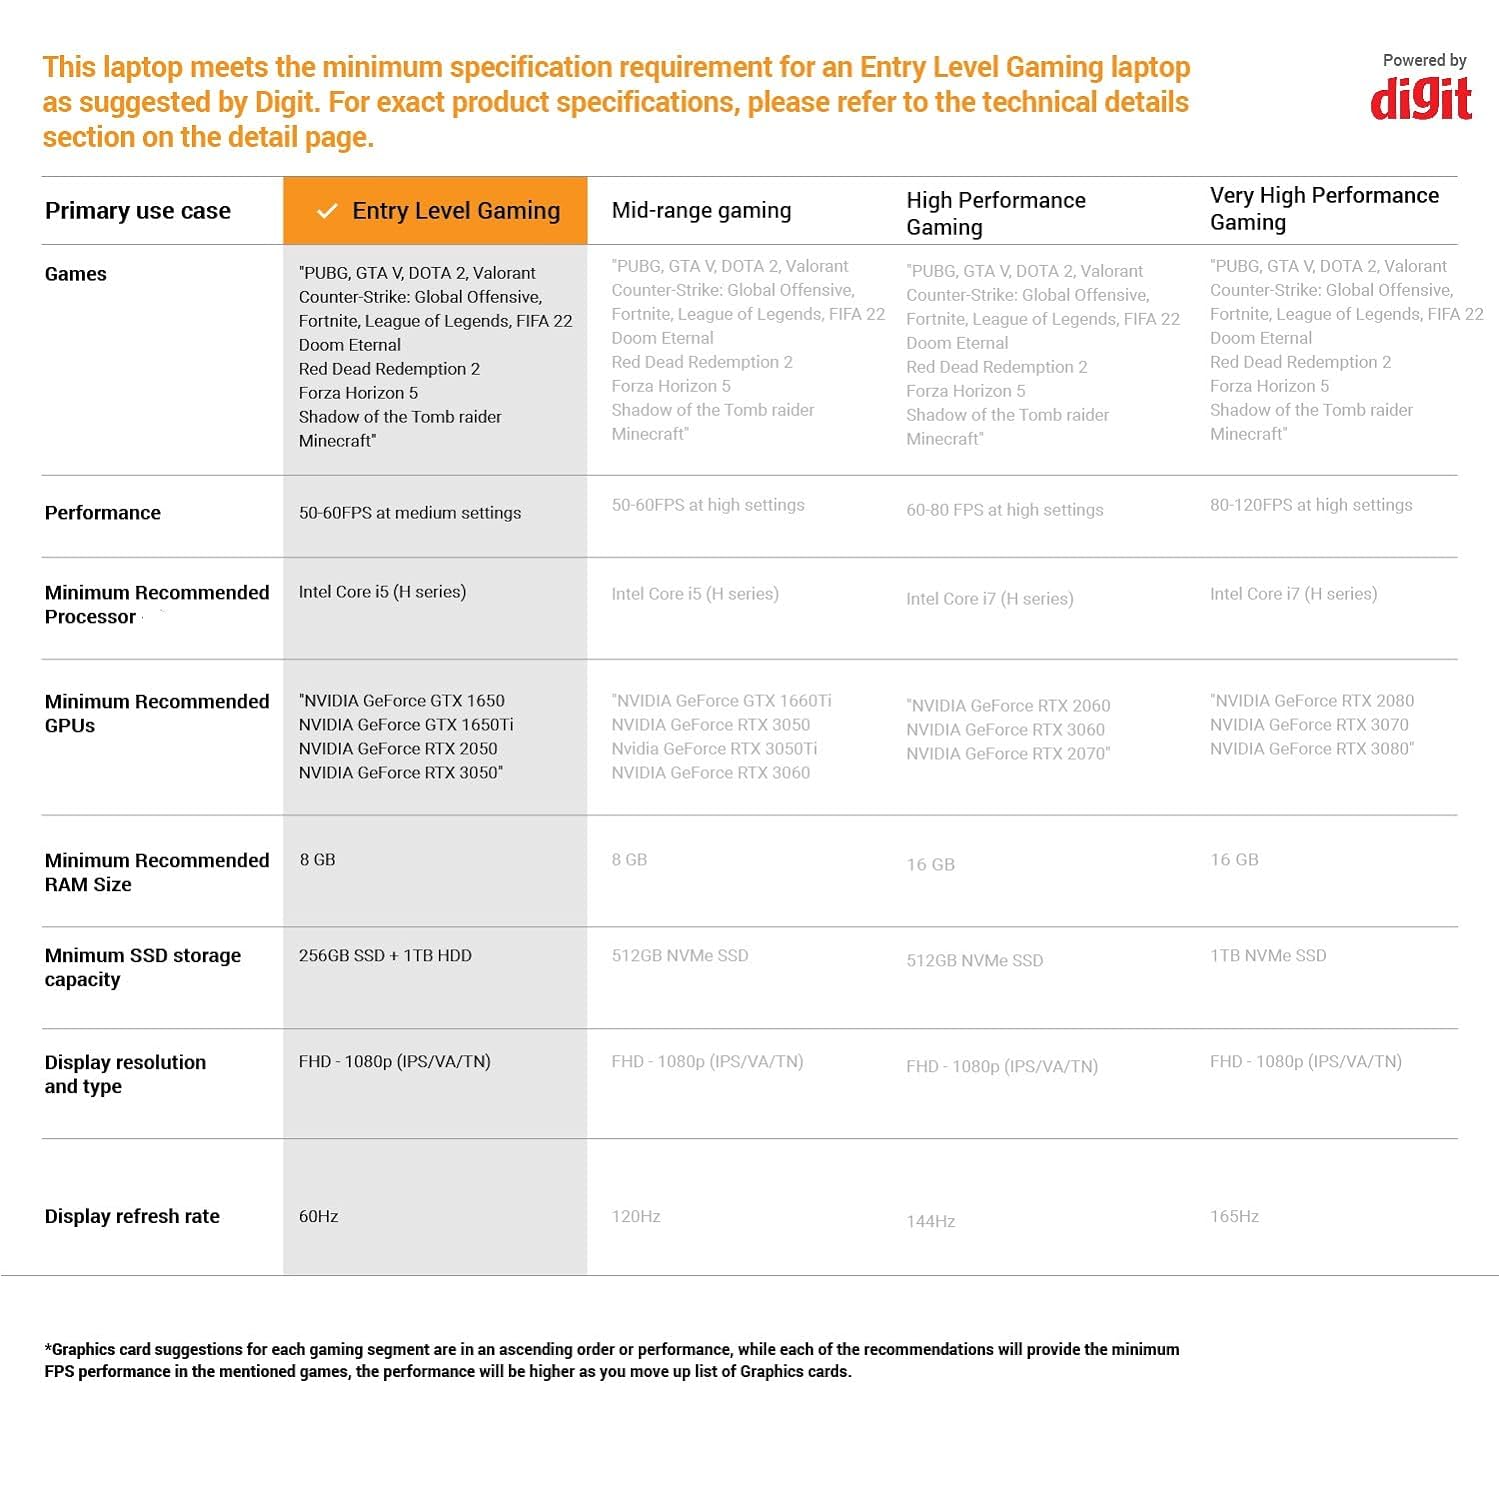 This laptop meets the minimum specification requirement for an Entry Level Gaming laptop
as suggested by Digit. For exact product specifications, please refer to the technical details
section on the detail page.
Powered by
digit
Primary use case
Entry Level Gaming
Mid-range gaming
High Performance
Gaming
Very High Performance
Gaming
Games
"PUBG, GTA V, DOTA 2, Valorant
Counter-Strike: Global Offensive,
Fortnite, League of Legends, FIFA 22
Doom Eternal
Red Dead Redemption 2
Forza Horizon 5
Shadow of the Tomb raider
Minecraft"
"PUBG, GTA V, DOTA 2, Valorant
Counter-Strike: Global Offensive,
Fortnite, League of Legends, FIFA 22
Doom Eternal
Red Dead Redemption 2
Forza Horizon 5
Shadow of the Tomb raider
Minecraft"
"PUBG, GTA V, DOTA 2, Valorant
Counter-Strike: Global Offensive,
Fortnite, League of Legends, FIFA 22
Doom Eternal
Red Dead Redemption 2
Forza Horizon 5
Shadow of the Tomb raider
Minecraft"
"PUBG, GTA V, DOTA 2, Valorant
Counter-Strike: Global Offensive,
Fortnite, League of Legends, FIFA 22
Doom Eternal
Red Dead Redemption 2
Forza Horizon 5
Shadow of the Tomb raider
Minecraft"
Performance
50-60FPS at medium settings
50-60FPS at high settings
60-80 FPS at high settings
80-120FPS at high settings
Minimum Recommended
Processor
Intel Core i5 (H series)
Intel Core i5 (H series)
Intel Core i7 (H series)
Intel Core i7 (H series)
Minimum Recommended
GPUs
"NVIDIA GeForce GTX 1650
NVIDIA GeForce GTX 1650Ti
NVIDIA GeForce RTX 2050
NVIDIA GeForce RTX 3050"
"NVIDIA GeForce GTX 1660Ti
NVIDIA GeForce RTX 3050
Nvidia GeForce RTX 3050Ti
NVIDIA GeForce RTX 3060
"NVIDIA GeForce RTX 2060
NVIDIA GeForce RTX 3060
NVIDIA GeForce RTX 2070"
"NVIDIA GeForce RTX 2080
NVIDIA GeForce RTX 3070
NVIDIA GeForce RTX 3080"
Minimum Recommended
RAM Size
8 GB
8 GB
16 GB
16 GB
Mnimum SSD storage
capacity
256GB SSD + 1TB HDD
512GB NVMe SSD
512GB NVMe SSD
1TB NVMe SSD
Display resolution
and type
FHD - 1080p (IPS/VA/TN)
FHD - 1080p (IPS/VA/TN)
FHD - 1080p (IPS/VA/TN)
FHD - 1080p (IPS/VA/TN)
Display refresh rate
60Hz
120Hz
144Hz
165Hz
*Graphics card suggestions for each gaming segment are in an ascending order or performance, while each of the recommendations will provide the minimum
FPS performance in the mentioned games, the performance will be higher as you move up list of Graphics cards.